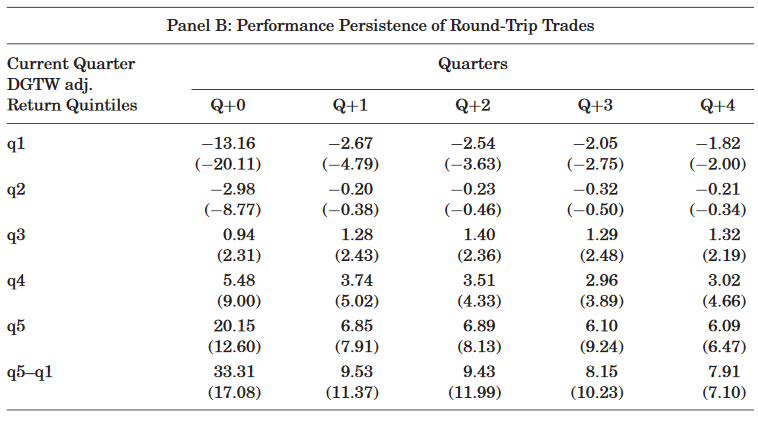 Panel B: Performance Persistence of Round-Trip Trades
Current Quarter Quarters
DGTW adj.
Return Quintiles Q+0 Q+1 Q+2 Q+3 Q+4
q1 −13.16 −2.67 −2.54 −2.05 −1.82
(−20.11) (−4.79) (−3.63) (−2.75) (−2.00)
q2 −2.98 −0.20 −0.23 −0.32 −0.21
(−8.77) (−0.38) (−0.46) (−0.50) (−0.34)
q3 0.94 1.28 1.40 1.29 1.32
(2.31) (2.43) (2.36) (2.48) (2.19)
q4 5.48 3.74 3.51 2.96 3.02
(9.00) (5.02) (4.33) (3.89) (4.66)
q5 20.15 6.85 6.89 6.10 6.09
(12.60) (7.91) (8.13) (9.24) (6.47)
q5–q1 33.31 9.53 9.43 8.15 7.91
(17.08) (11.37) (11.99) (10.23) (7.10)